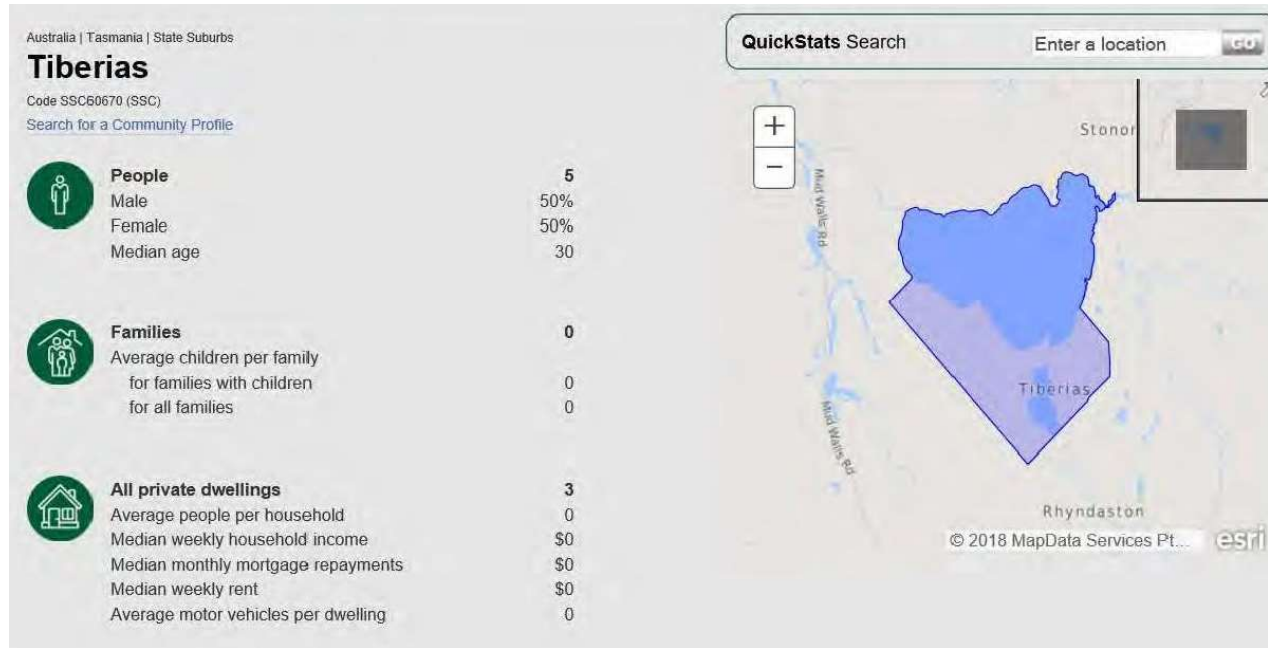 Australia | Tasmania | State Suburbs
Tiberias
Code SSC60670 (SSC)
Search for a Community Profile
People 5
Male 50%
Female 50%
Median age 30
Families 0
Average children per family
for families with children 0
for all families 0
All private dwellings 3
Average people per household 0
Median weekly household income $0
Median monthly mortgage repayments $0
Median weekly rent $0
Average motor vehicles per dwelling 0
QuickStats Search Enter a location GO
+
−
Stonor
Mud Walls Rd
Tiberias
Mud Walls Rd
Rhyndaston
© 2018 MapData Services Pt... esri